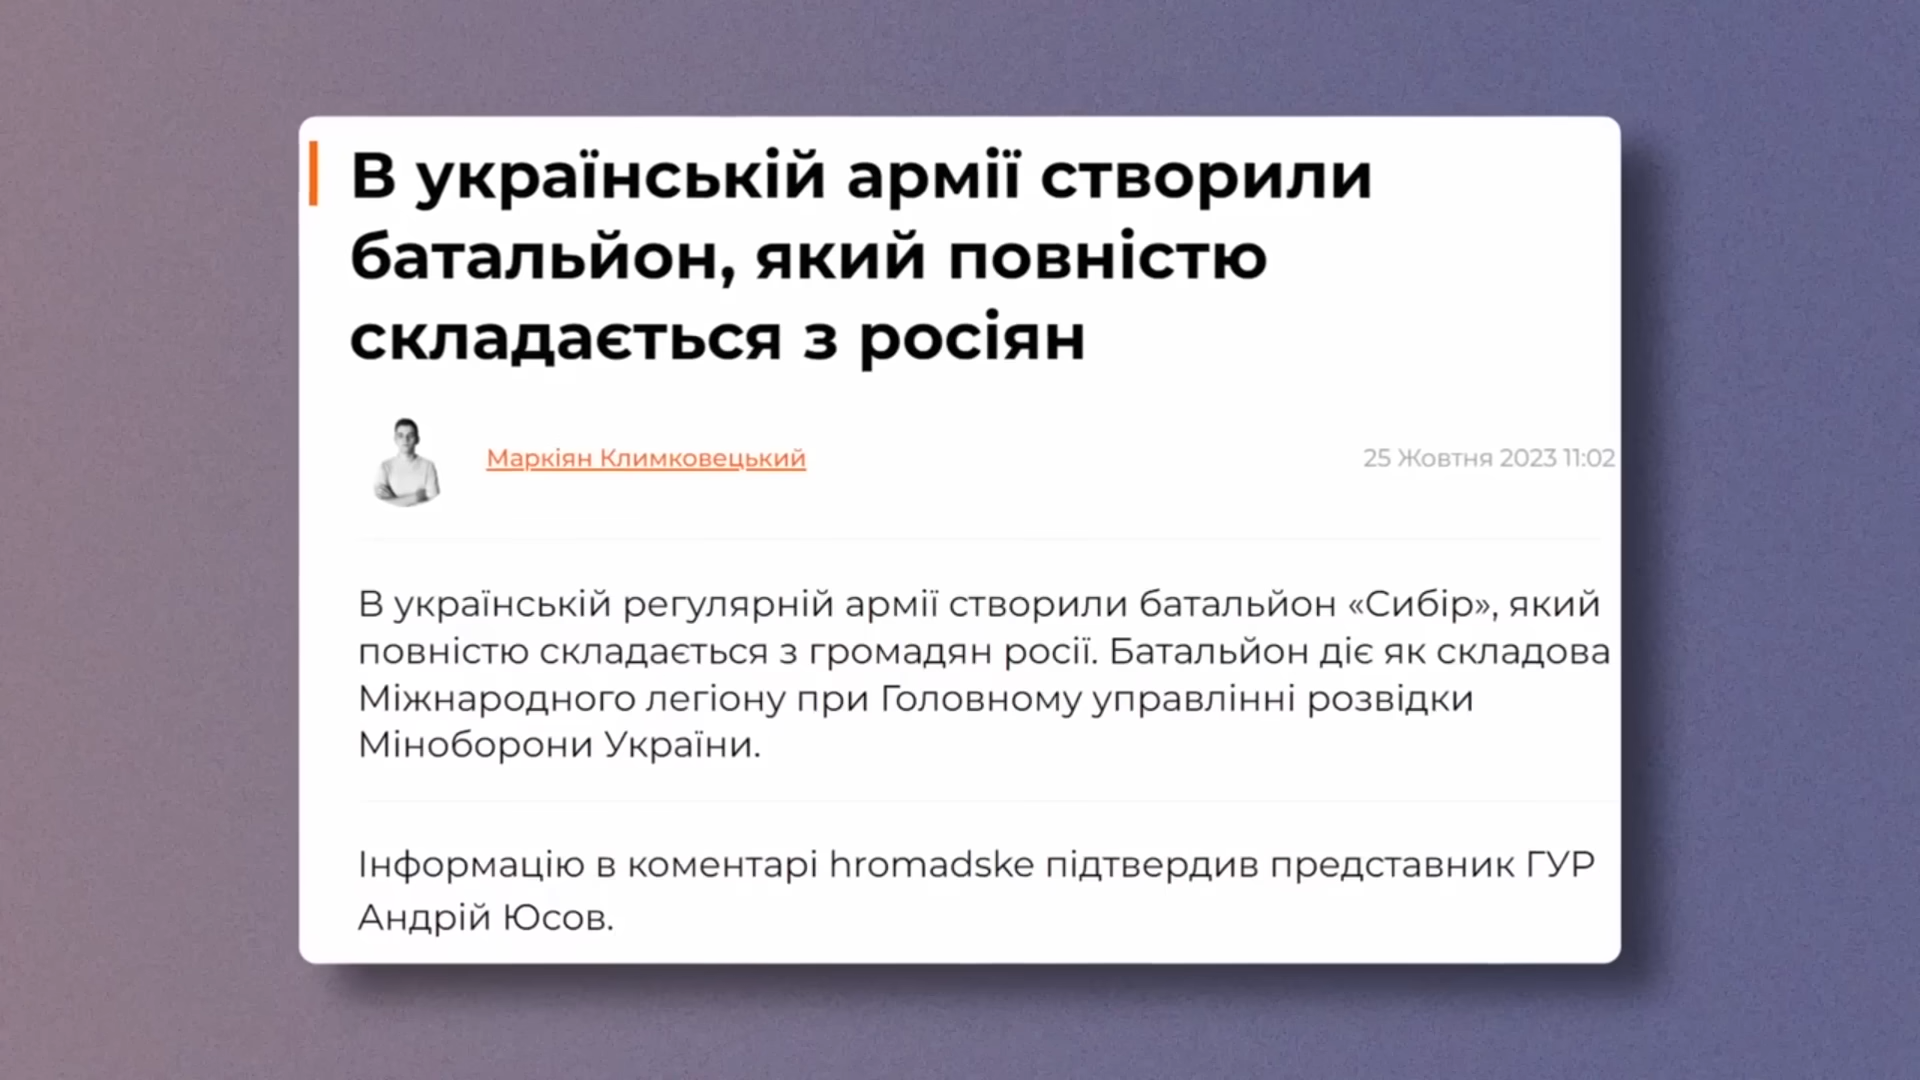 В українській армії створили
батальйон, який повністю
складається з росіян
Маркіян Климковецький
25 Жовтня 2023 11:02
В українській регулярній армії створили батальйон «Сибір», який
повністю складається з громадян росії. Батальйон діє як складова
Міжнародного легіону при Головному управлінні розвідки
Міноборони України.
Інформацію в коментарі hromadske підтвердив представник ГУР
Андрій Юсов.